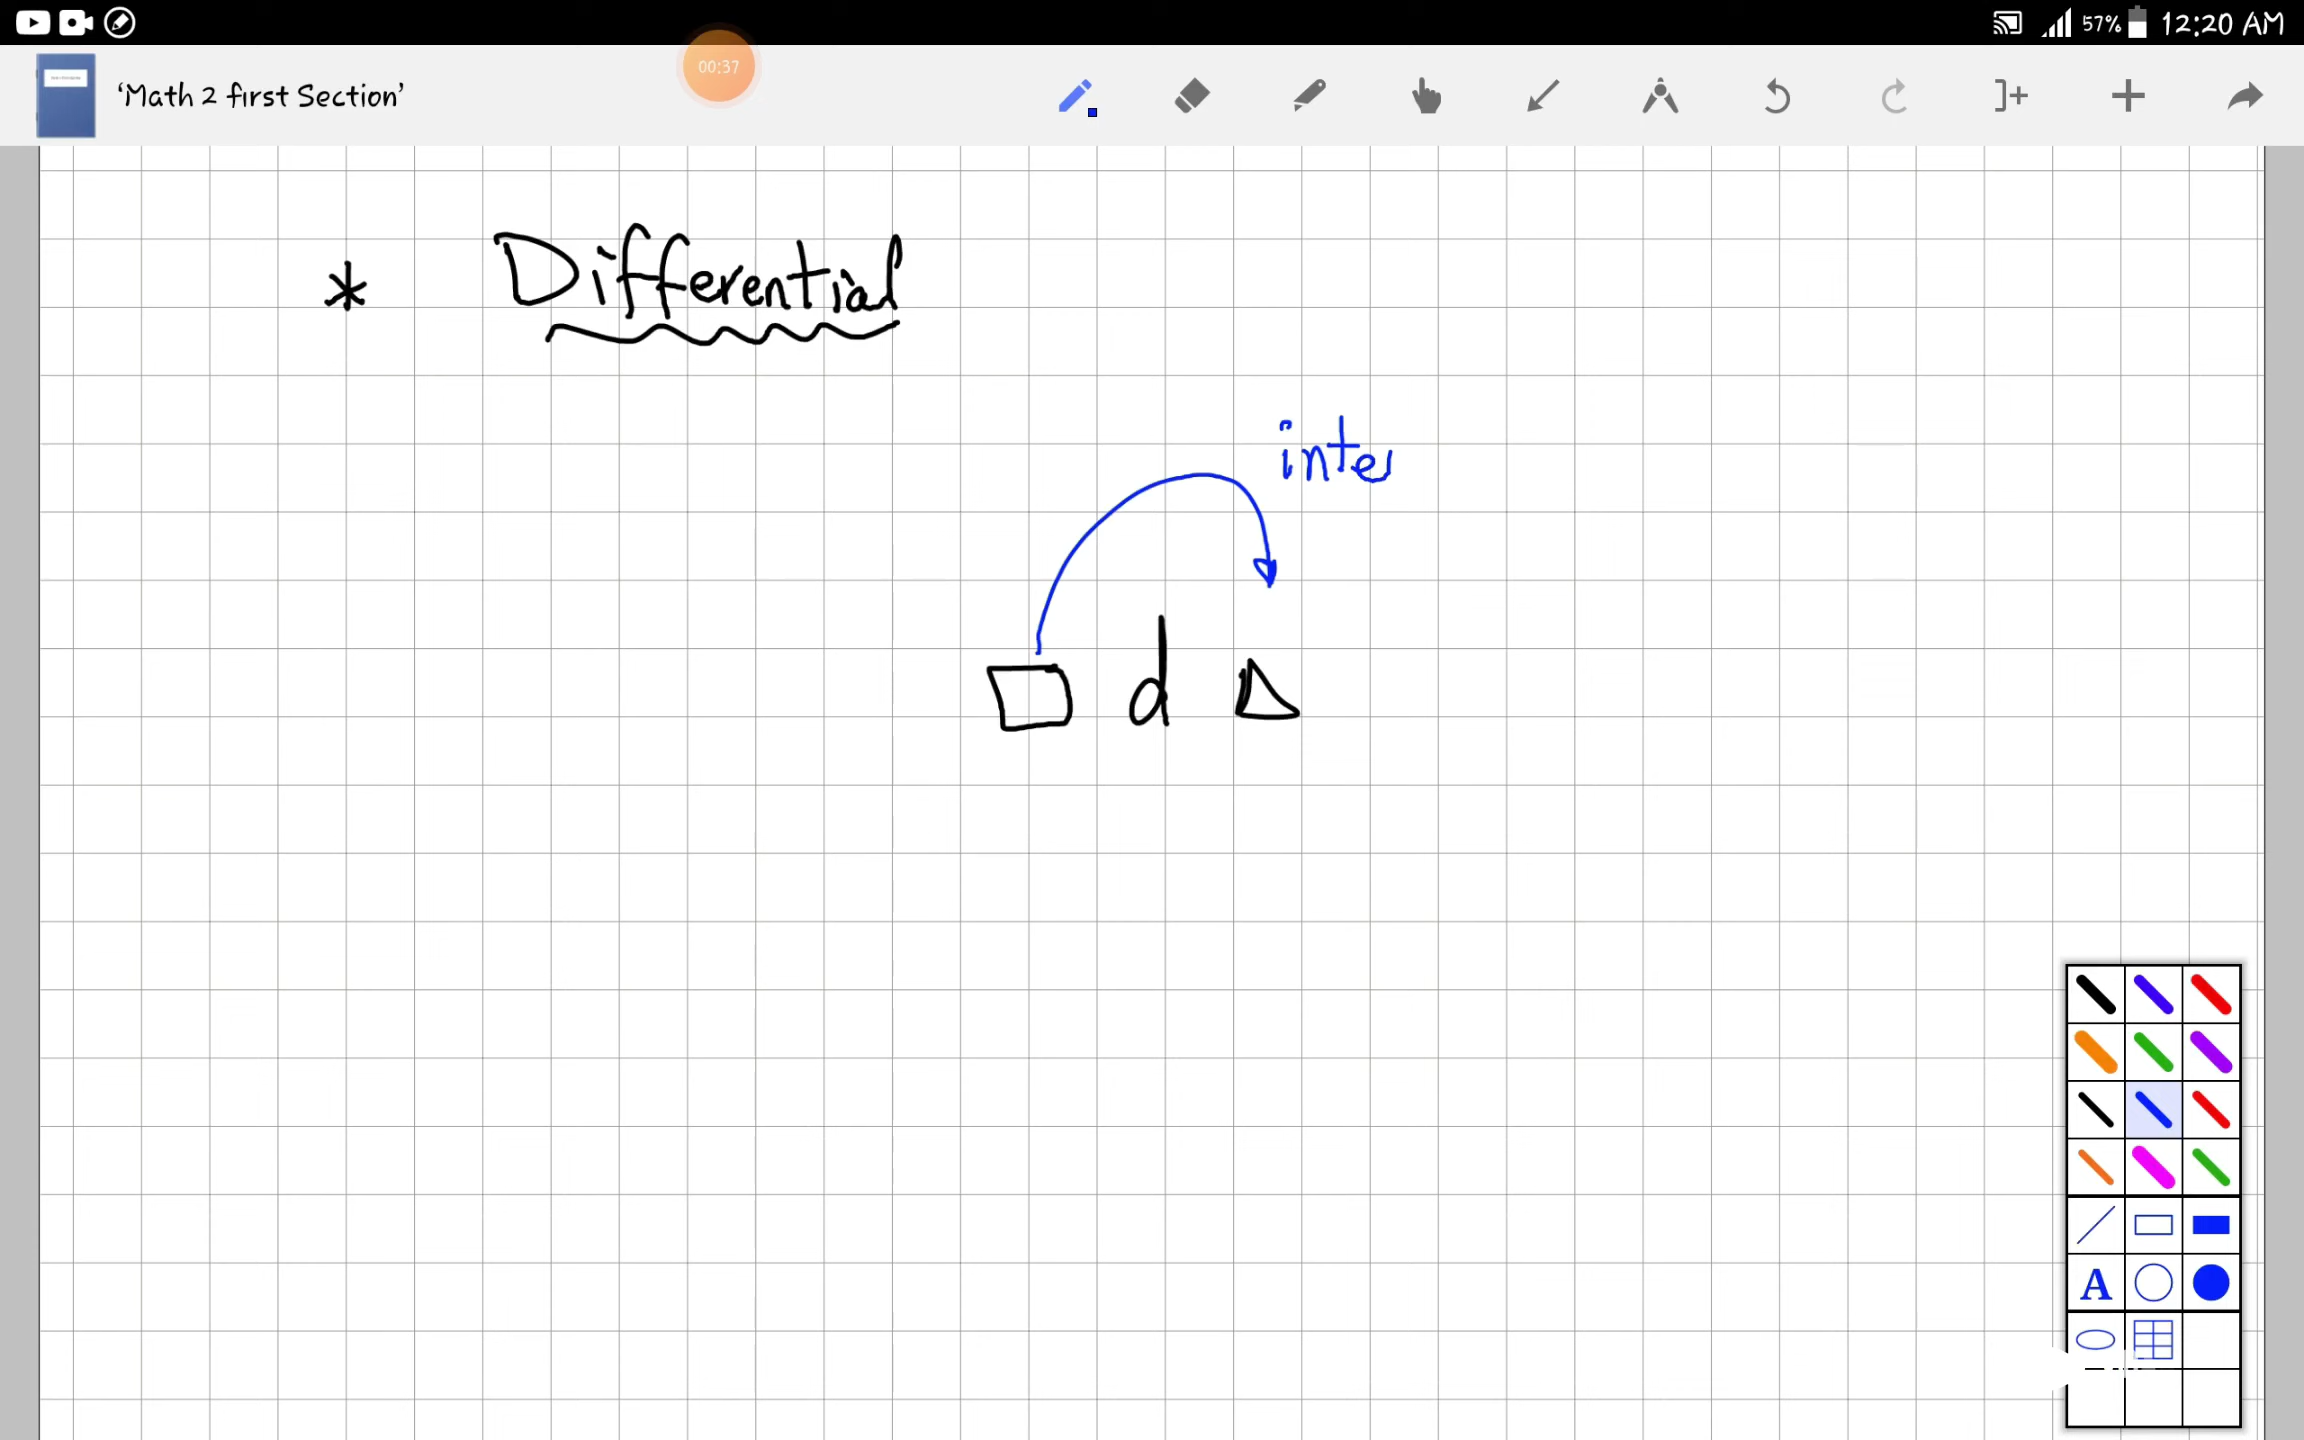 57% 12:20 AM
00:37
'Math 2 first Section'
* Differential
inte
d
A